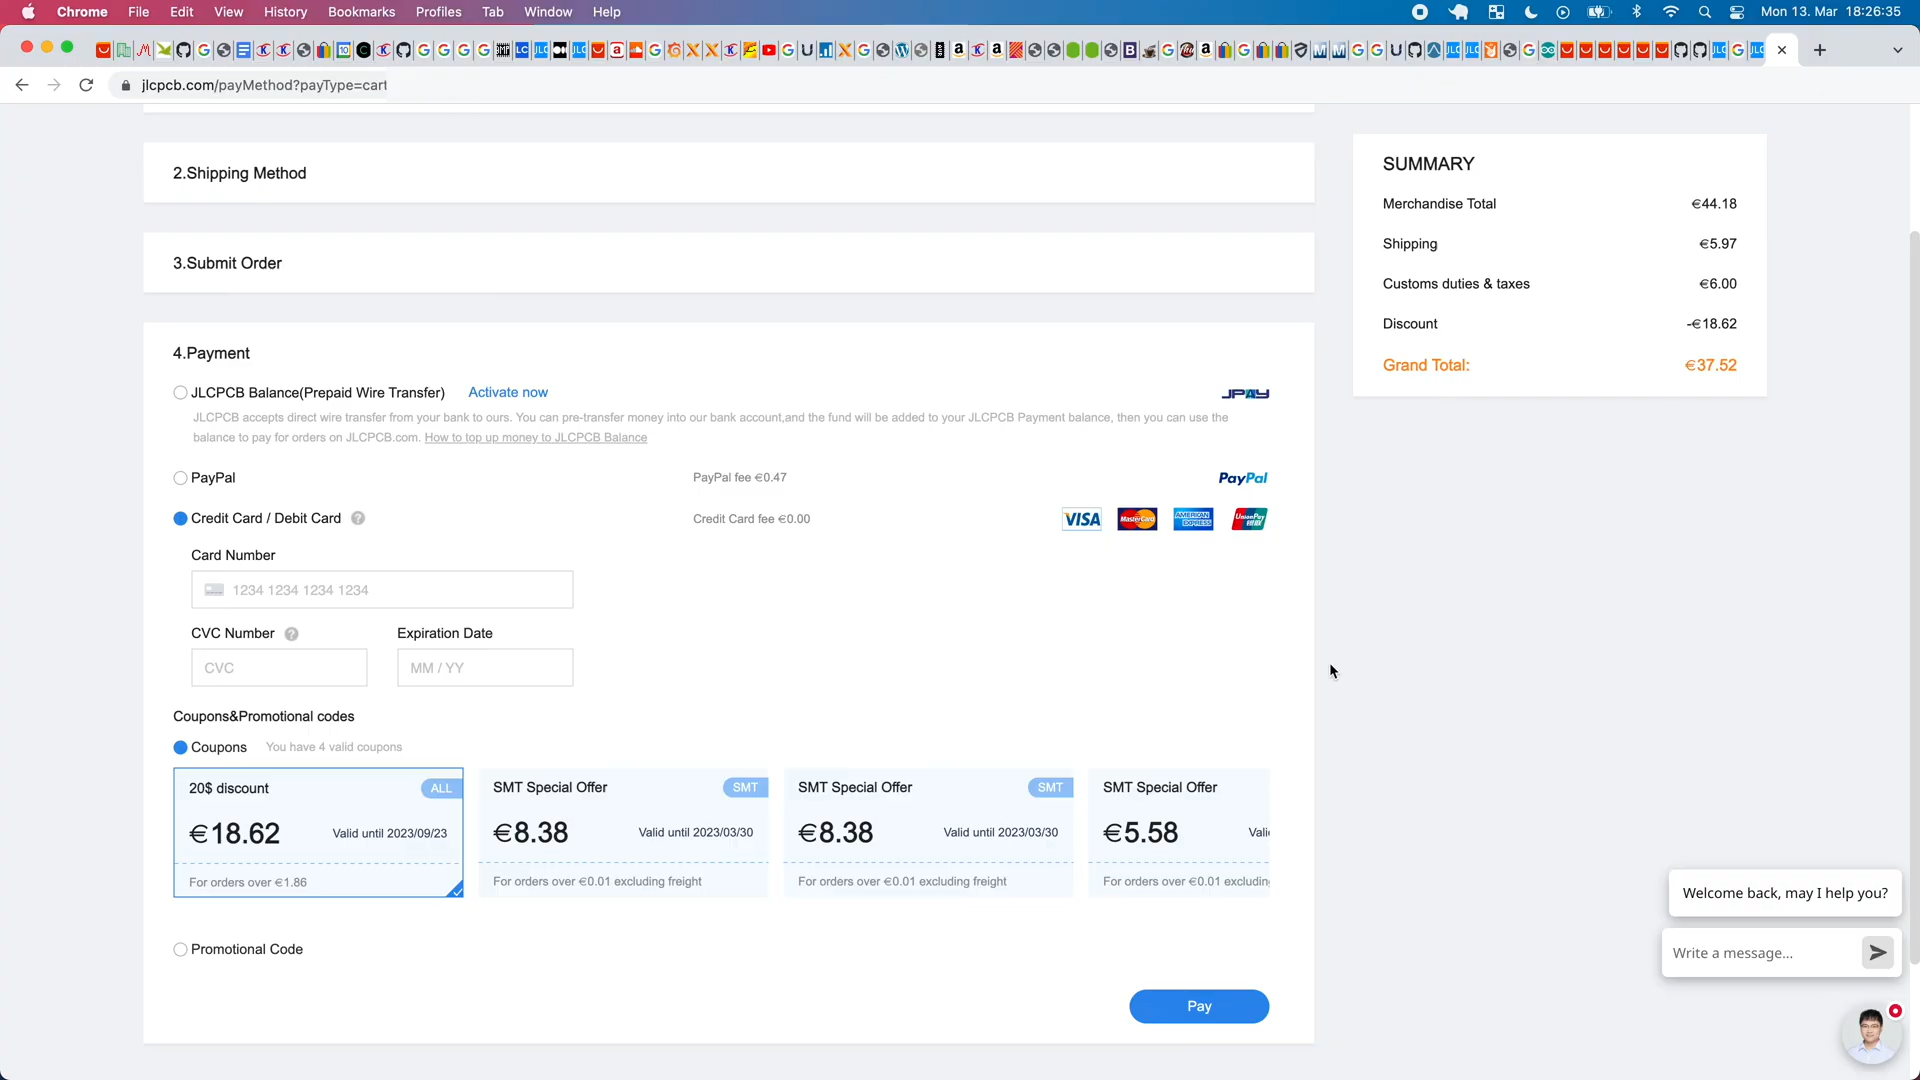 Chrome File Edit View History Bookmarks Profiles Tab Window Help Mon 13. Mar 18:26:35
jlcpcb.com/payMethod?payType=cart
2.Shipping Method
3.Submit Order
4.Payment
JLCPCB Balance(Prepaid Wire Transfer) Activate now JPAY
JLCPCB accepts direct wire transfer from your bank to ours. You can pre-transfer money into our bank account,and the fund will be added to your JLCPCB Payment balance, then you can use the
balance to pay for orders on JLCPCB.com. How to top up money to JLCPCB Balance
PayPal PayPal fee €0.47 PayPal
Credit Card / Debit Card ? Credit Card fee €0.00 VISA MasterCard AMERICAN EXPRESS UnionPay 银联
Card Number
1234 1234 1234 1234
CVC Number ? Expiration Date
CVC MM / YY
Coupons&Promotional codes
Coupons You have 4 valid coupons
20$ discount ALL
€18.62 Valid until 2023/09/23
For orders over €1.86
SMT Special Offer SMT
€8.38 Valid until 2023/03/30
For orders over €0.01 excluding freight
SMT Special Offer SMT
€8.38 Valid until 2023/03/30
For orders over €0.01 excluding freight
SMT Special Offer
€5.58
For orders over €0.01
Promotional Code
Pay
SUMMARY
Merchandise Total €44.18
Shipping €5.97
Customs duties & taxes €6.00
Discount -€18.62
Grand Total: €37.52
Welcome back, may I help you?
Write a message...